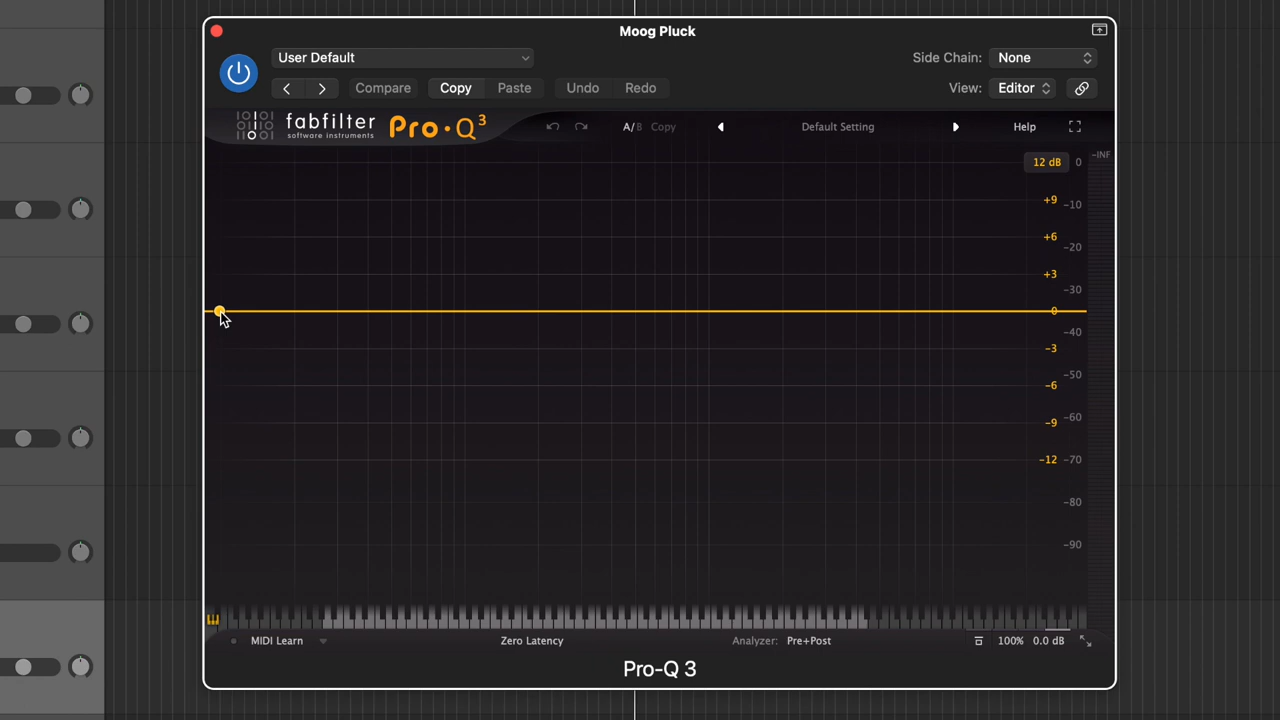 Moog Pluck
User Default
Side Chain: None
Compare Copy Paste Undo Redo
View: Editor
fabfilter
software instruments
Pro·Q3
A/B Copy
Default Setting
Help
-INF
12 dB 0
+9 -10
+6 -20
+3 -30
0 -40
-3 -50
-6 -60
-9
-12 -70
-80
-90
MIDI Learn
Zero Latency
Analyzer: Pre+Post
100% 0.0 dB
Pro-Q 3